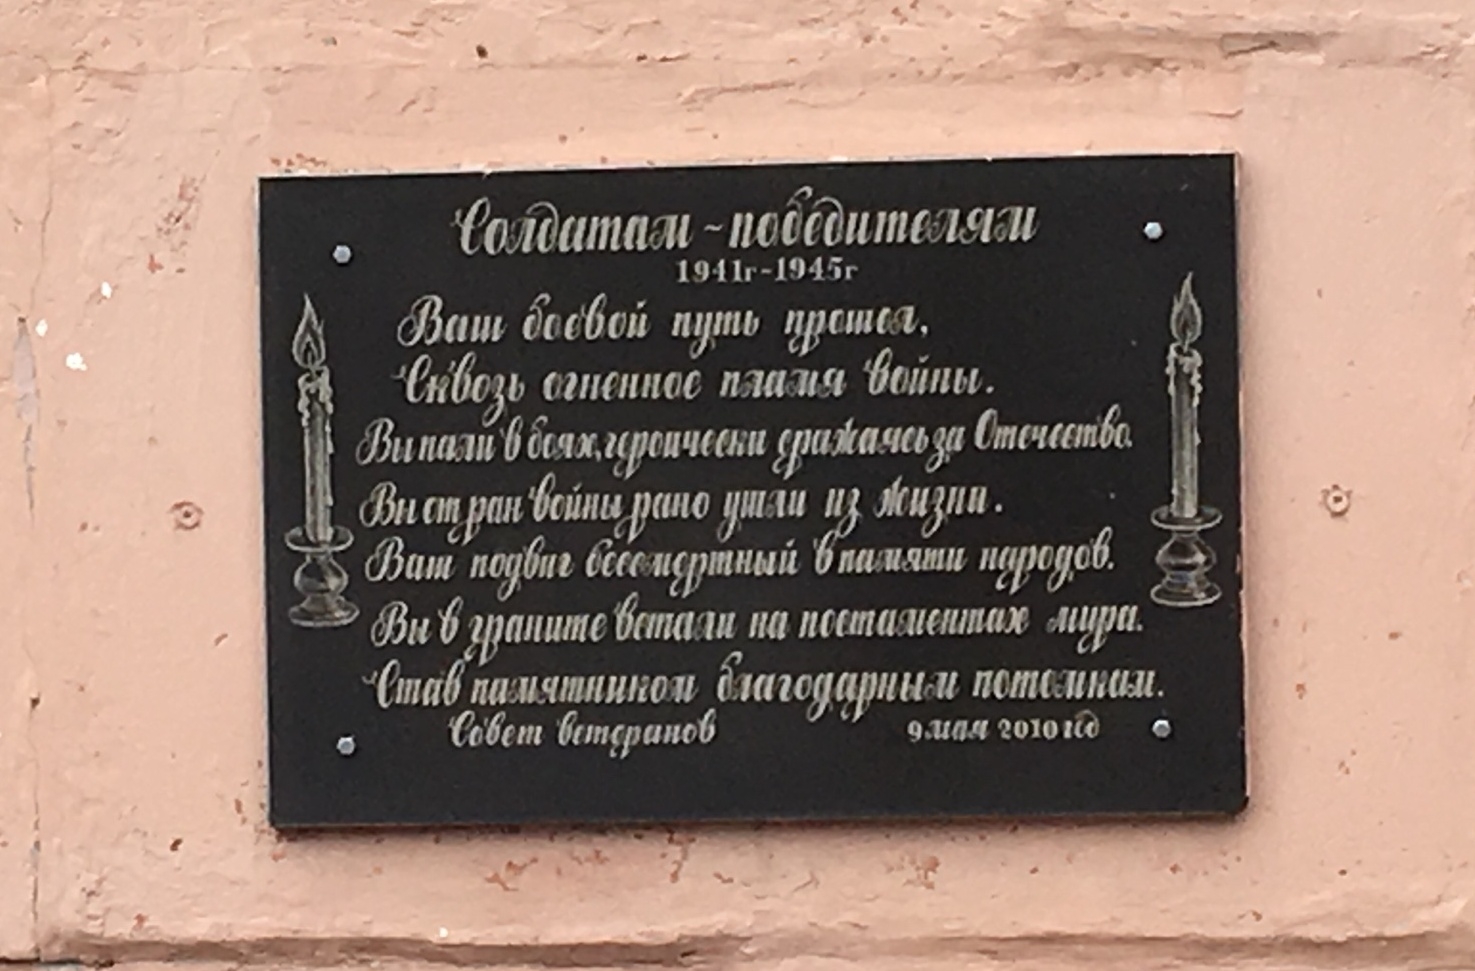 Солдатам - победителям
1941г-1945г
Ваш боевой путь прошел,
Сквозь огненное пламя войны.
Вы пали в боях, героически сражаясь за Отечество.
Вы от ран войны рано ушли из жизни.
Ваш подвиг бессмертный в памяти народов.
Вы в граните встали на постаментах мира.
Став памятником благодарным потомкам.
Совет ветеранов 9 мая 2010 год